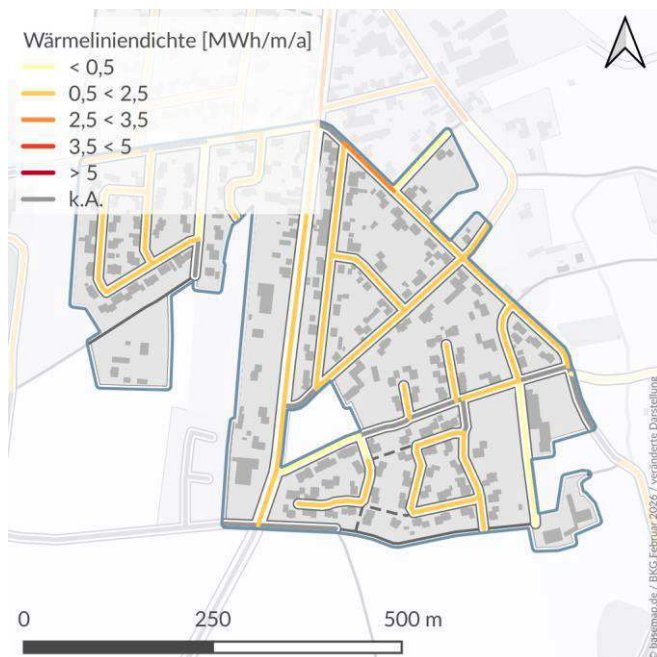 Wärmeliniendichte [MWh/m/a]
< 0,5
0,5 < 2,5
2,5 < 3,5
3,5 < 5
> 5
k.A.
0 250 500 m
© basemap.de / BKG Februar 2026 / veränderte Darstellung